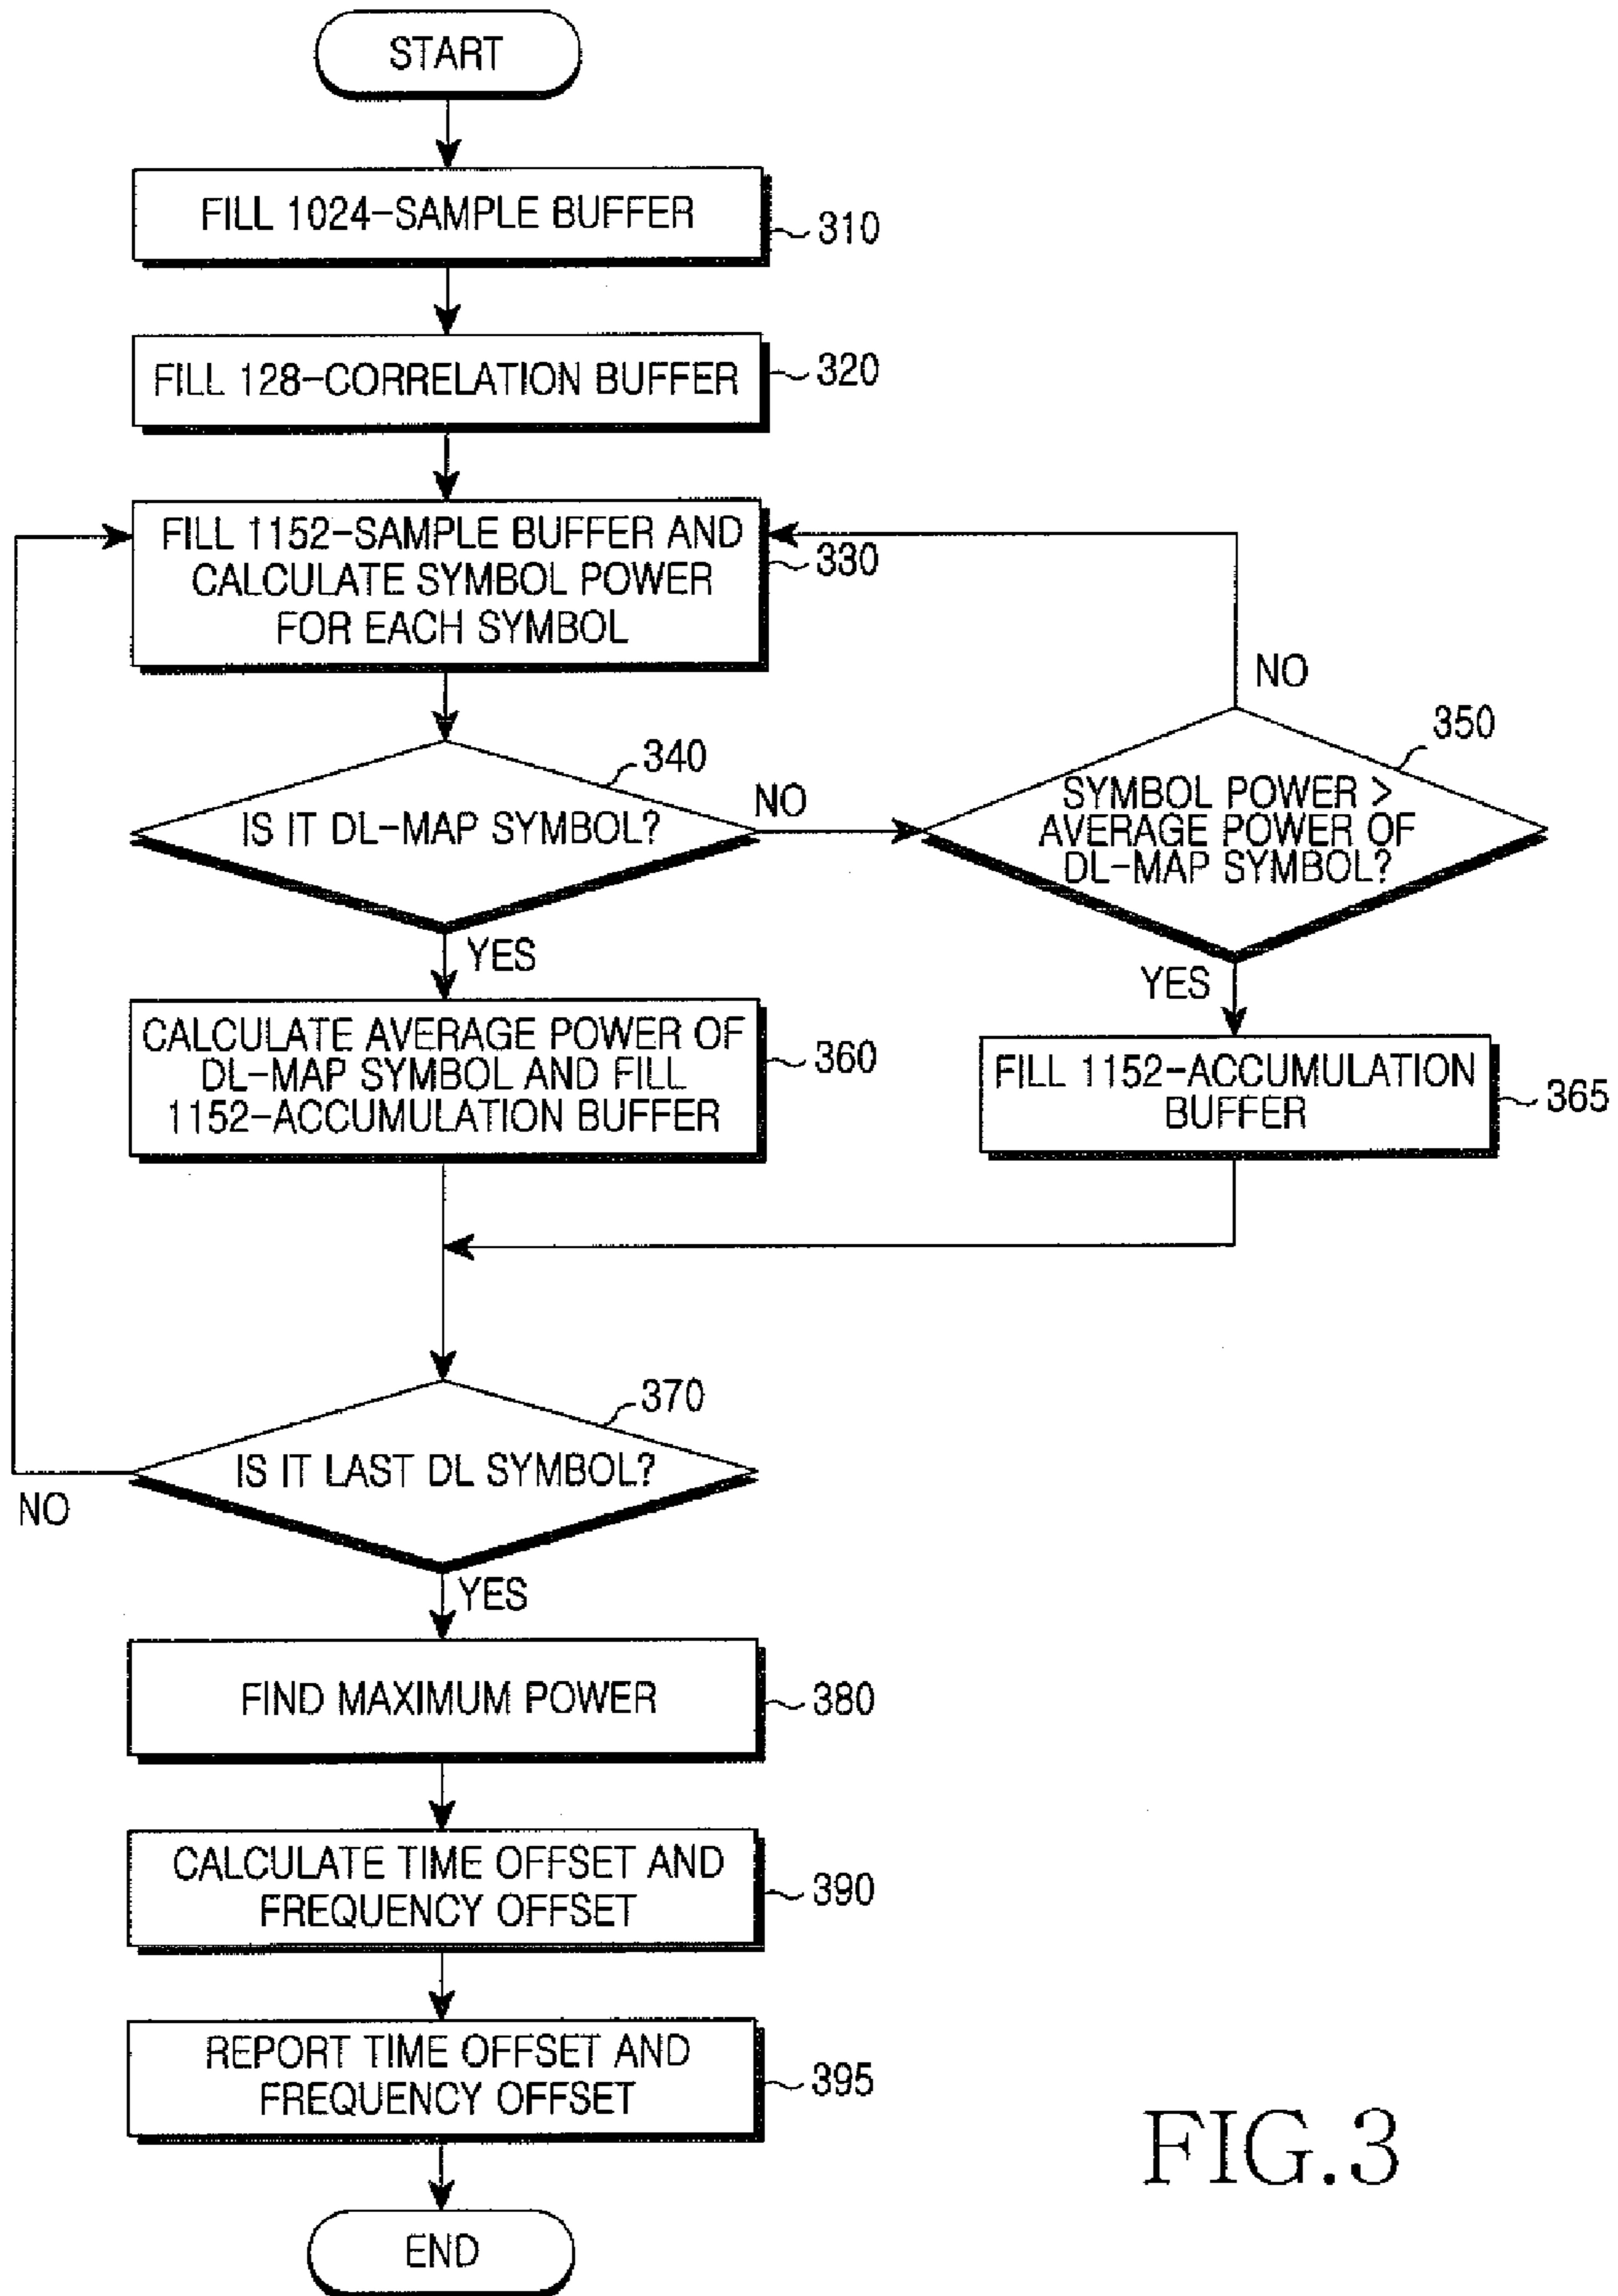 START
FILL 1024-SAMPLE BUFFER
310
FILL 128-CORRELATION BUFFER
320
FILL 1152-SAMPLE BUFFER AND
CALCULATE SYMBOL POWER
FOR EACH SYMBOL
330
NO
340
IS IT DL-MAP SYMBOL?
NO
350
SYMBOL POWER >
AVERAGE POWER OF
DL-MAP SYMBOL?
YES
YES
CALCULATE AVERAGE POWER OF
DL-MAP SYMBOL AND FILL
1152-ACCUMULATION BUFFER
360
FILL 1152-ACCUMULATION
BUFFER
365
370
IS IT LAST DL SYMBOL?
NO
YES
FIND MAXIMUM POWER
380
CALCULATE TIME OFFSET AND
FREQUENCY OFFSET
390
REPORT TIME OFFSET AND
FREQUENCY OFFSET
395
END
FIG.3